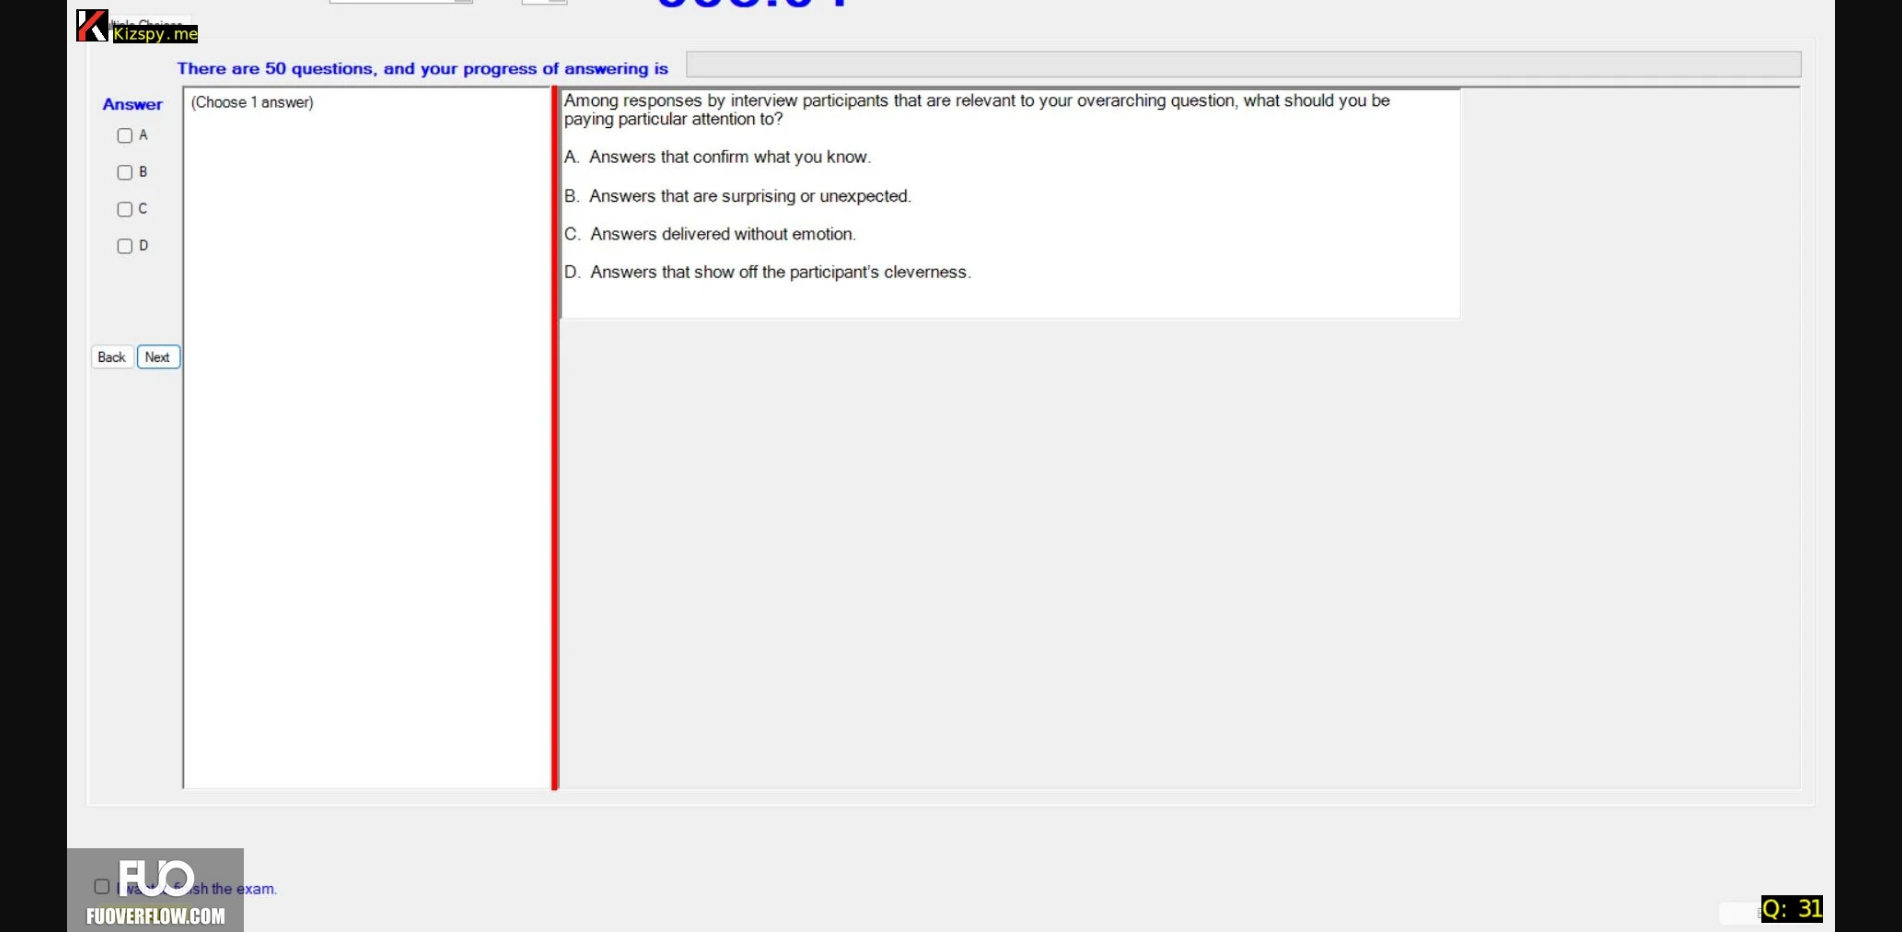 Kizspy.me
There are 50 questions, and your progress of answering is
Answer
(Choose 1 answer)
A
B
C
D
Back
Next
Among responses by interview participants that are relevant to your overarching question, what should you be
paying particular attention to?
A. Answers that confirm what you know.
B. Answers that are surprising or unexpected.
C. Answers delivered without emotion.
D. Answers that show off the participant's cleverness.
FUO
the exam.
FUOVERFLOW.COM
Q: 31